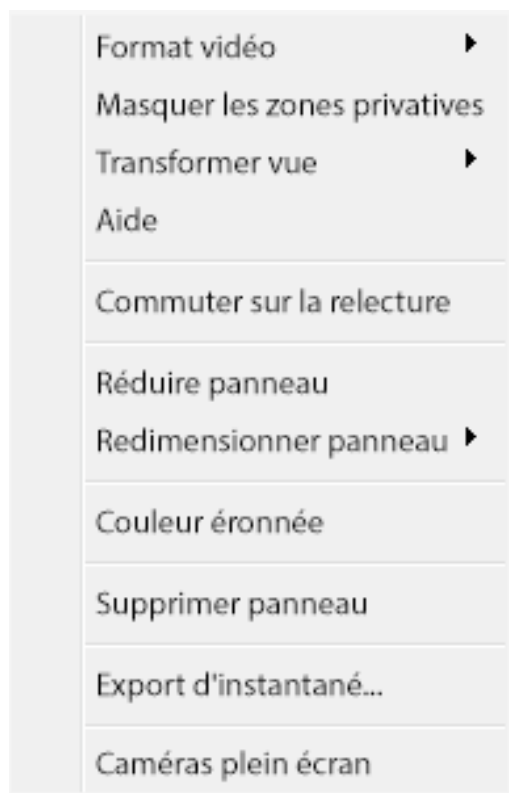 Format vidéo
Masquer les zones privatives
Transformer vue
Aide
Commuter sur la relecture
Réduire panneau
Redimensionner panneau
Couleur éronnée
Supprimer panneau
Export d'instantané...
Caméras plein écran